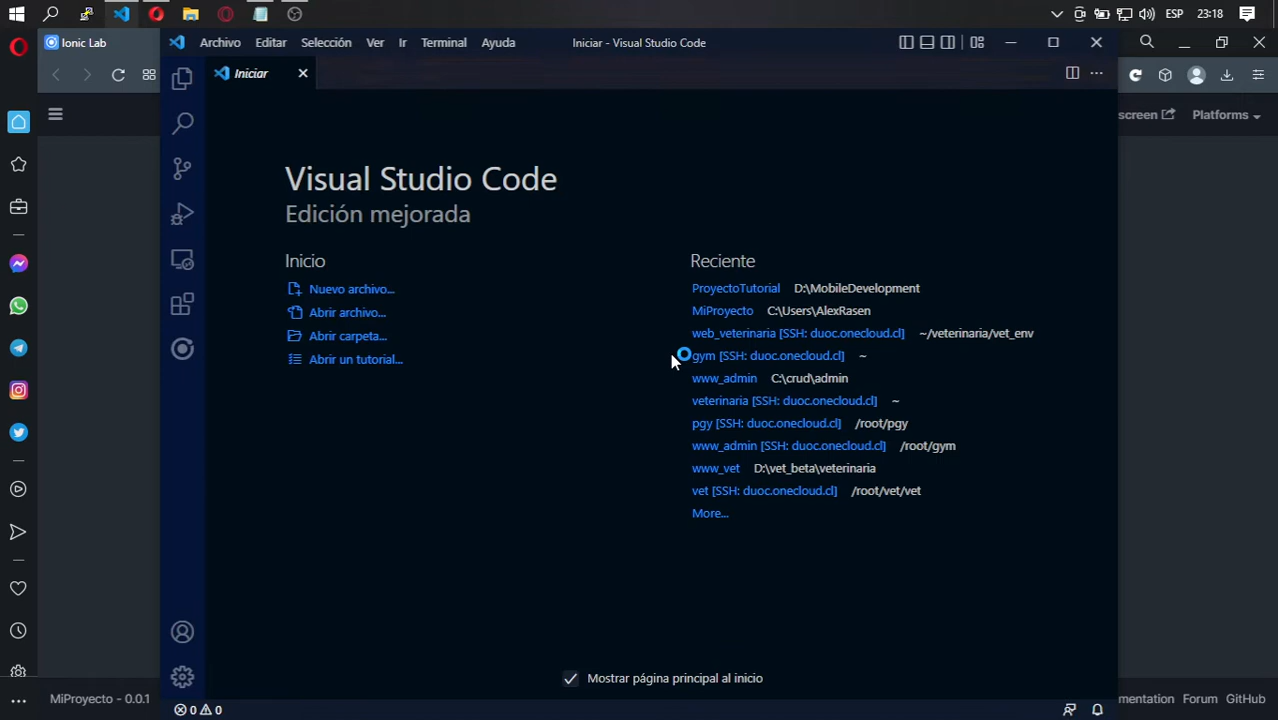 ESP 23:18
Ionic Lab
Archivo Editar Selección Ver Ir Terminal Ayuda
Iniciar - Visual Studio Code
Iniciar
screen
Platforms
Visual Studio Code
Edición mejorada
Inicio
Nuevo archivo...
Abrir archivo...
Abrir carpeta...
Abrir un tutorial...
Reciente
ProyectoTutorial D:\MobileDevelopment
MiProyecto C:\Users\AlexRasen
web_veterinaria [SSH: duoc.onecloud.cl] ~/veterinaria/vet_env
gym [SSH: duoc.onecloud.cl] ~
www_admin C:\crud\admin
veterinaria [SSH: duoc.onecloud.cl] ~
pgy [SSH: duoc.onecloud.cl] /root/pgy
www_admin [SSH: duoc.onecloud.cl] /root/gym
www_vet D:\vet_beta\veterinaria
vet [SSH: duoc.onecloud.cl] /root/vet/vet
More...
Mostrar página principal al inicio
MiProyecto - 0.0.1
mentation Forum GitHub
0 0